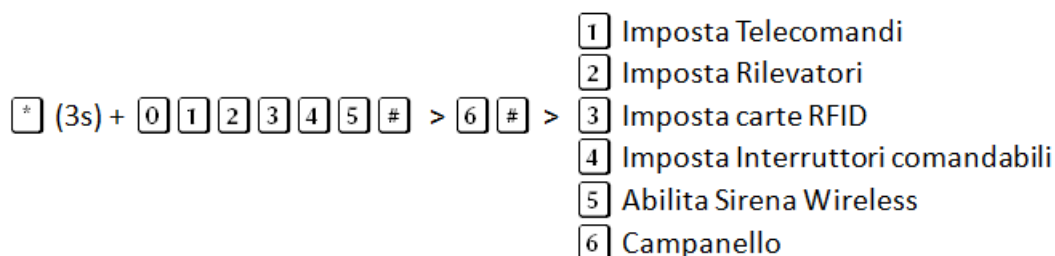 1 Imposta Telecomandi
2 Imposta Rilevatori
* (3s) + 0 1 2 3 4 5 # > 6 # > 3 Imposta carte RFID
4 Imposta Interruttori comandabili
5 Abilita Sirena Wireless
6 Campanello